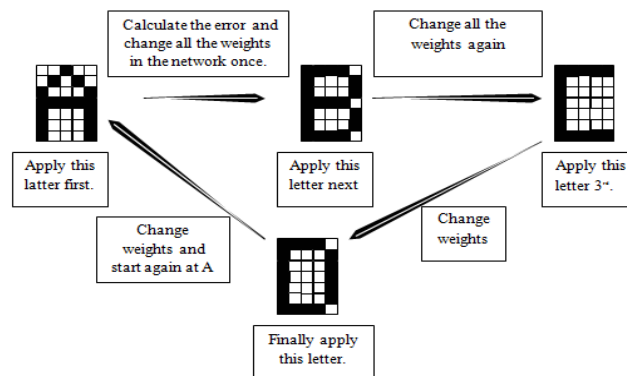 Calculate the error and
change all the weights
in the network once.
Change all the
weights again
Apply this
latter first.
Apply this
letter next
Apply this
letter 3ʳᵈ.
Change
weights and
start again at A
Change
weights
Finally apply
this letter.